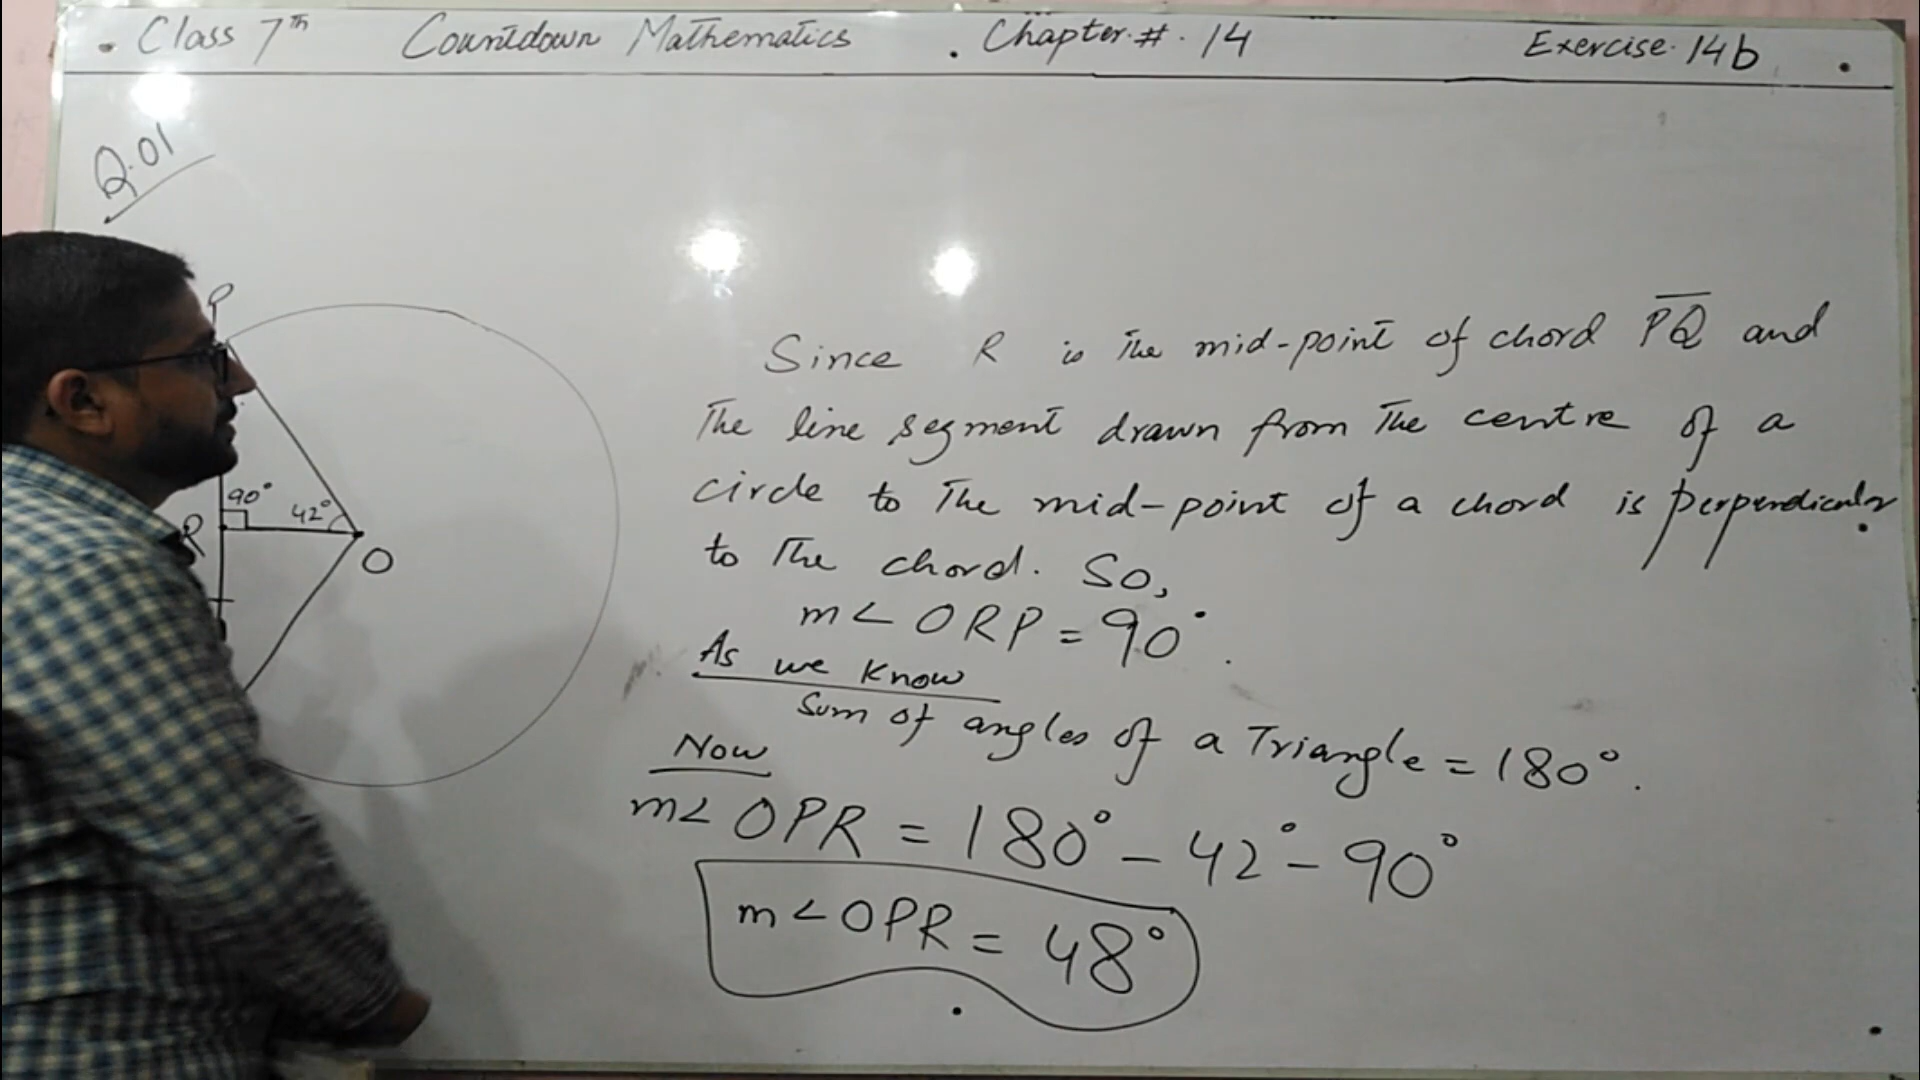 . Class 7th Countdown Mathematics . Chapter # . 14 Exercise 14b .
Q.01
P
90°
42°
R
O
Since R is the mid-point of chord PQ and
The line segment drawn from The centre of a
circle to The mid-point of a chord is perpendicular
to The chord. So,
m< ORP = 90°.
As we know
Sum of angles of a Triangle = 180°.
Now
m< OPR = 180° - 42° - 90°
m< OPR = 48°